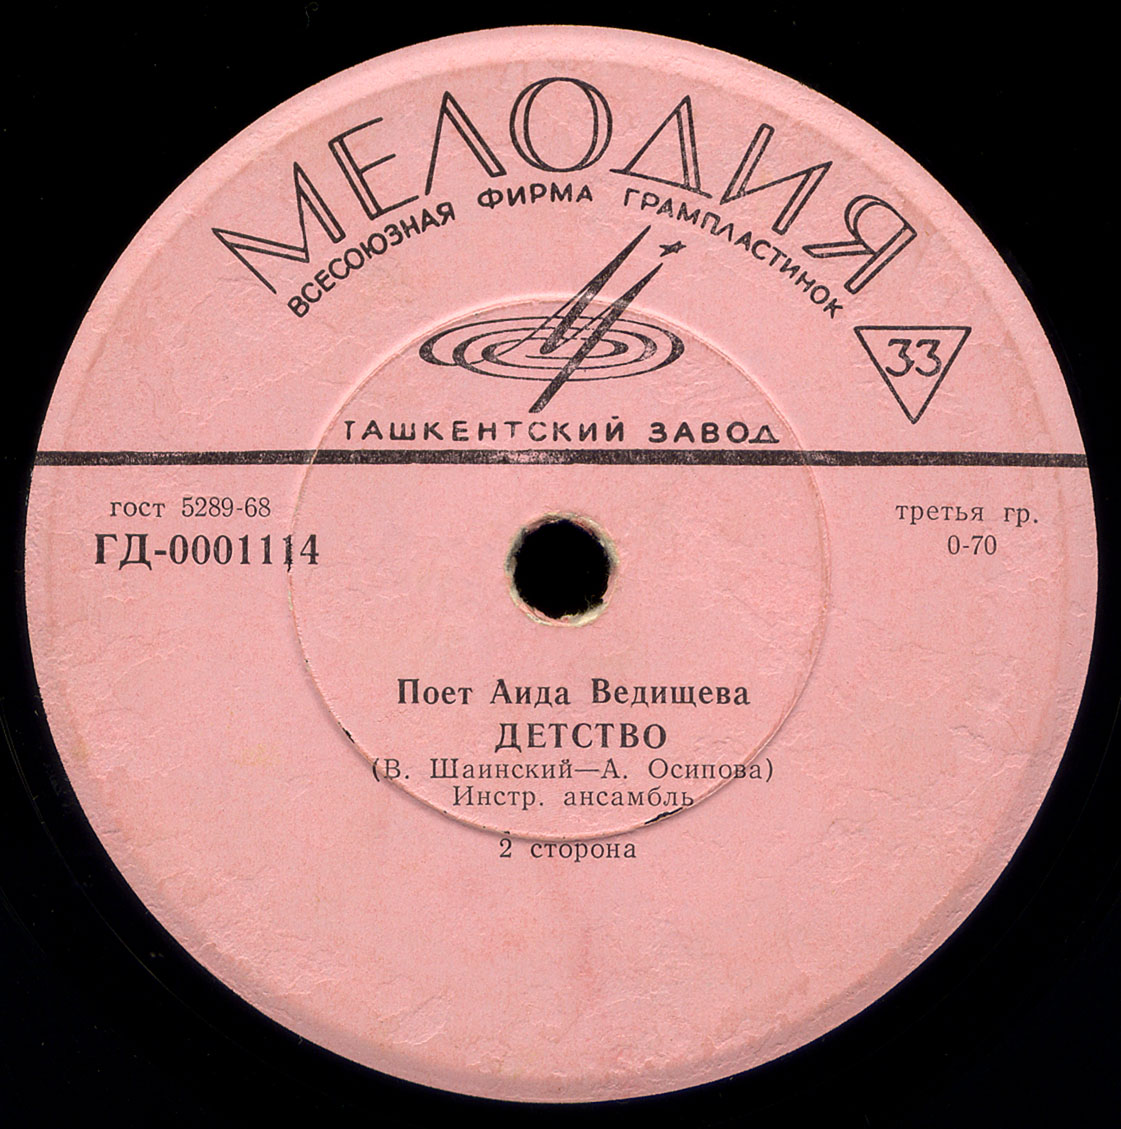 МЕЛОДИЯ
ВСЕСОЮЗНАЯ ФИРМА ГРАМПЛАСТИНОК
33
ТАШКЕНТСКИЙ ЗАВОД
гост 5289-68
ГД-0001114
третья гр.
0-70
Поет Аида Ведищева
ДЕТСТВО
(В. Шаинский—А. Осипова)
Инстр. ансамбль
2 сторона